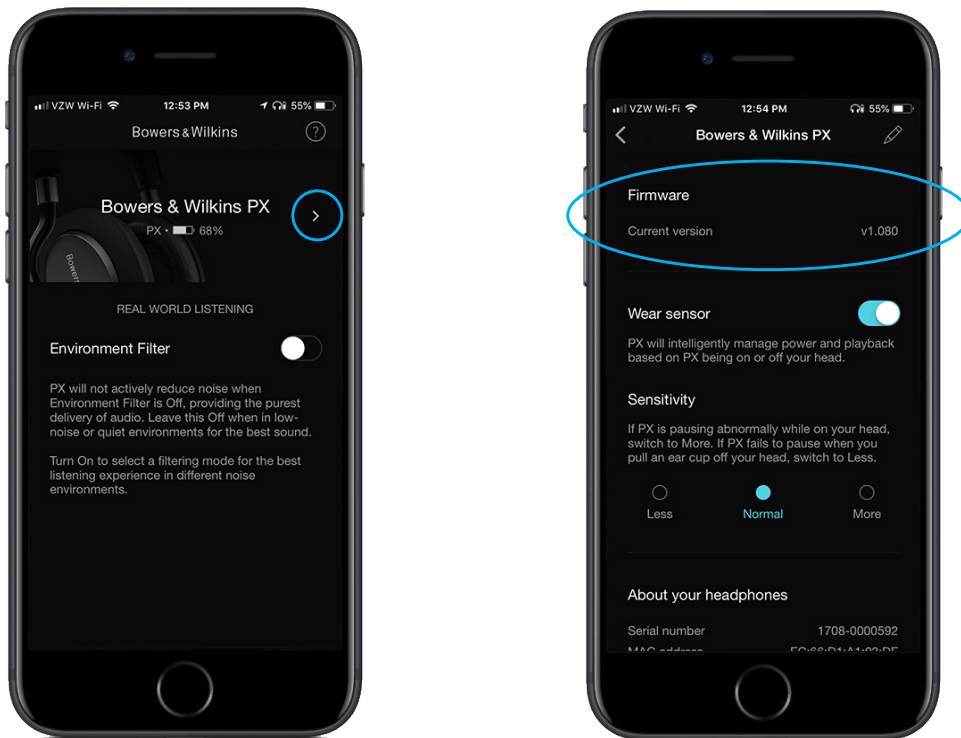 VZW Wi-Fi 12:53 PM 55%
Bowers & Wilkins ?
Bowers & Wilkins PX
PX • 68%
Bowers
REAL WORLD LISTENING
Environment Filter
PX will not actively reduce noise when
Environment Filter is Off, providing the purest
delivery of audio. Leave this Off when in low-
noise or quiet environments for the best sound.
Turn On to select a filtering mode for the best
listening experience in different noise
environments.
VZW Wi-Fi 12:54 PM 55%
Bowers & Wilkins PX
Firmware
Current version v1.080
Wear sensor
PX will intelligently manage power and playback
based on PX being on or off your head.
Sensitivity
If PX is pausing abnormally while on your head,
switch to More. If PX fails to pause when you
pull an ear cup off your head, switch to Less.
Less Normal More
About your headphones
Serial number 1708-0000592
MAC address